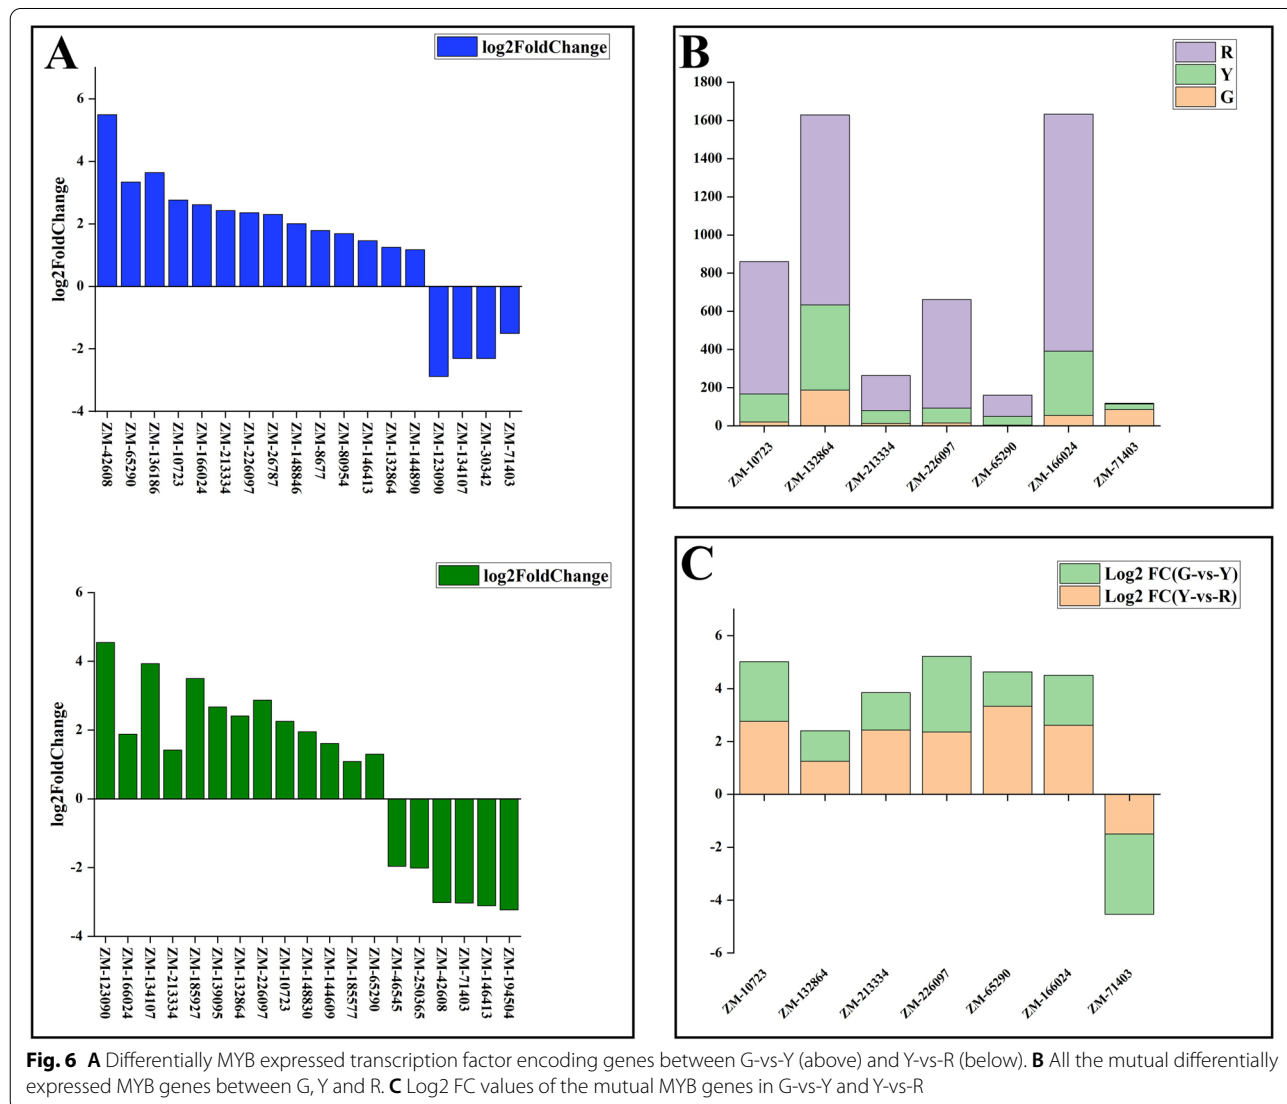 A
log2FoldChange
log2FoldChange
6
4
2
0
-2
-4
ZM-42608
ZM-65290
ZM-136186
ZM-10723
ZM-166024
ZM-213334
ZM-226097
ZM-26787
ZM-148846
ZM-8677
ZM-80954
ZM-146413
ZM-132864
ZM-144890
ZM-123090
ZM-134107
ZM-30342
ZM-71403
log2FoldChange
log2FoldChange
6
4
2
0
-2
-4
ZM-123090
ZM-166024
ZM-134107
ZM-213334
ZM-185927
ZM-139095
ZM-132864
ZM-226097
ZM-10723
ZM-148830
ZM-144609
ZM-185577
ZM-65290
ZM-46545
ZM-250365
ZM-42608
ZM-71403
ZM-146413
ZM-194504
B
R
Y
G
1800
1600
1400
1200
1000
800
600
400
200
0
ZM-10723
ZM-132864
ZM-213334
ZM-226097
ZM-65290
ZM-166024
ZM-71403
C
Log2 FC(G-vs-Y)
Log2 FC(Y-vs-R)
6
4
2
0
-2
-4
-6
ZM-10723
ZM-132864
ZM-213334
ZM-226097
ZM-65290
ZM-166024
ZM-71403
Fig. 6 A Differentially MYB expressed transcription factor encoding genes between G-vs-Y (above) and Y-vs-R (below). B All the mutual differentially
expressed MYB genes between G, Y and R. C Log2 FC values of the mutual MYB genes in G-vs-Y and Y-vs-R